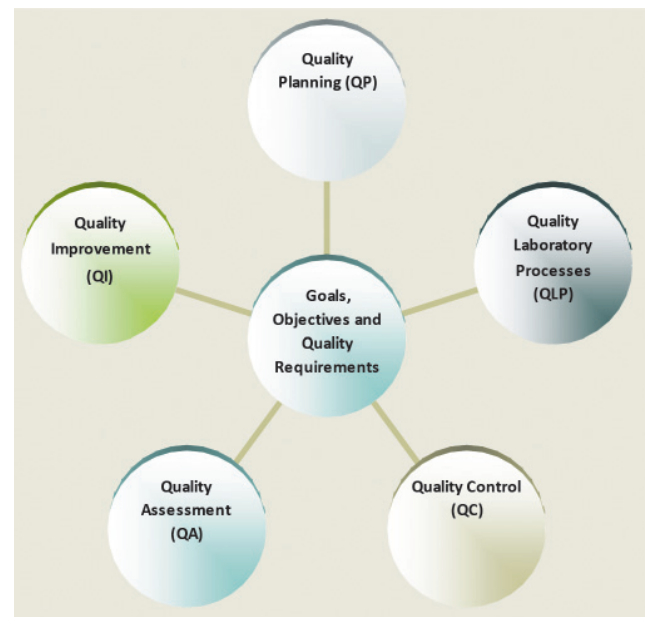 Quality
Planning (QP)
Quality
Improvement
(QI)
Quality
Laboratory
Processes
(QLP)
Goals,
Objectives and
Quality
Requirements
Quality
Assessment
(QA)
Quality Control
(QC)